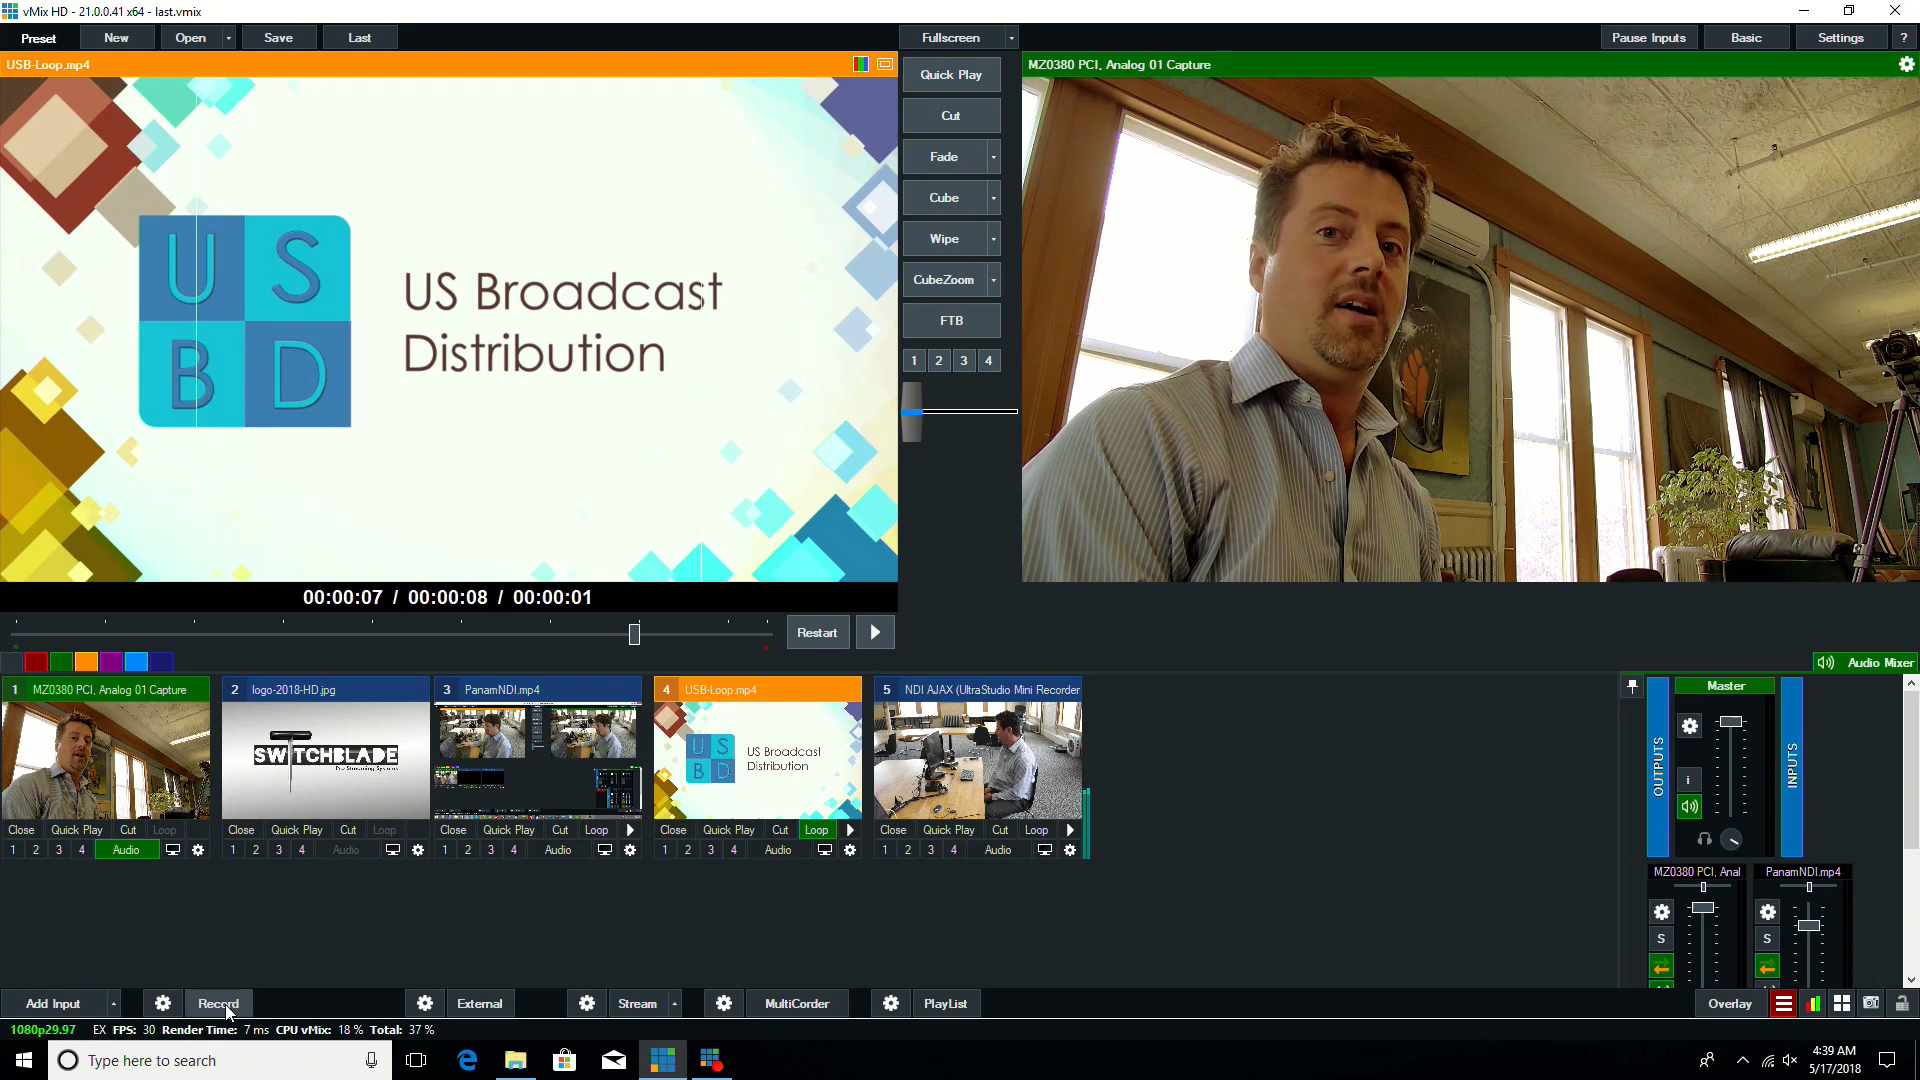 vMix HD - 21.0.0.41 x64 - last.vmix
Preset New Open Save Last Fullscreen Pause Inputs Basic Settings ?
USB-Loop.mp4
MZ0380 PCI, Analog 01 Capture
Quick Play
Cut
Fade
Cube
Wipe
CubeZoom
FTB
1 2 3 4
U S
B D
US Broadcast
Distribution
00:00:07 / 00:00:08 / 00:00:01
Restart
Audio Mixer
1 MZ0380 PCI, Analog 01 Capture
2 logo-2018-HD.jpg
3 PanamNDI.mp4
4 USB-Loop.mp4
5 NDI AJAX (UltraStudio Mini Recorder
SWITCHBLADE
Pro Streaming Systems
U S
B D
US Broadcast
Distribution
Close Quick Play Cut Loop
Close Quick Play Cut Loop
Close Quick Play Cut Loop
Close Quick Play Cut Loop
Close Quick Play Cut Loop
1 2 3 4 Audio
1 2 3 4 Audio
1 2 3 4 Audio
1 2 3 4 Audio
1 2 3 4 Audio
Master
OUTPUTS
INPUTS
i
MZ0380 PCI, Anal
PanamNDI.mp4
S
S
Add Input Record External Stream MultiCorder PlayList Overlay
1080p29.97 EX FPS: 30 Render Time: 7 ms CPU vMix: 18 % Total: 37 %
Type here to search
4:39 AM
5/17/2018